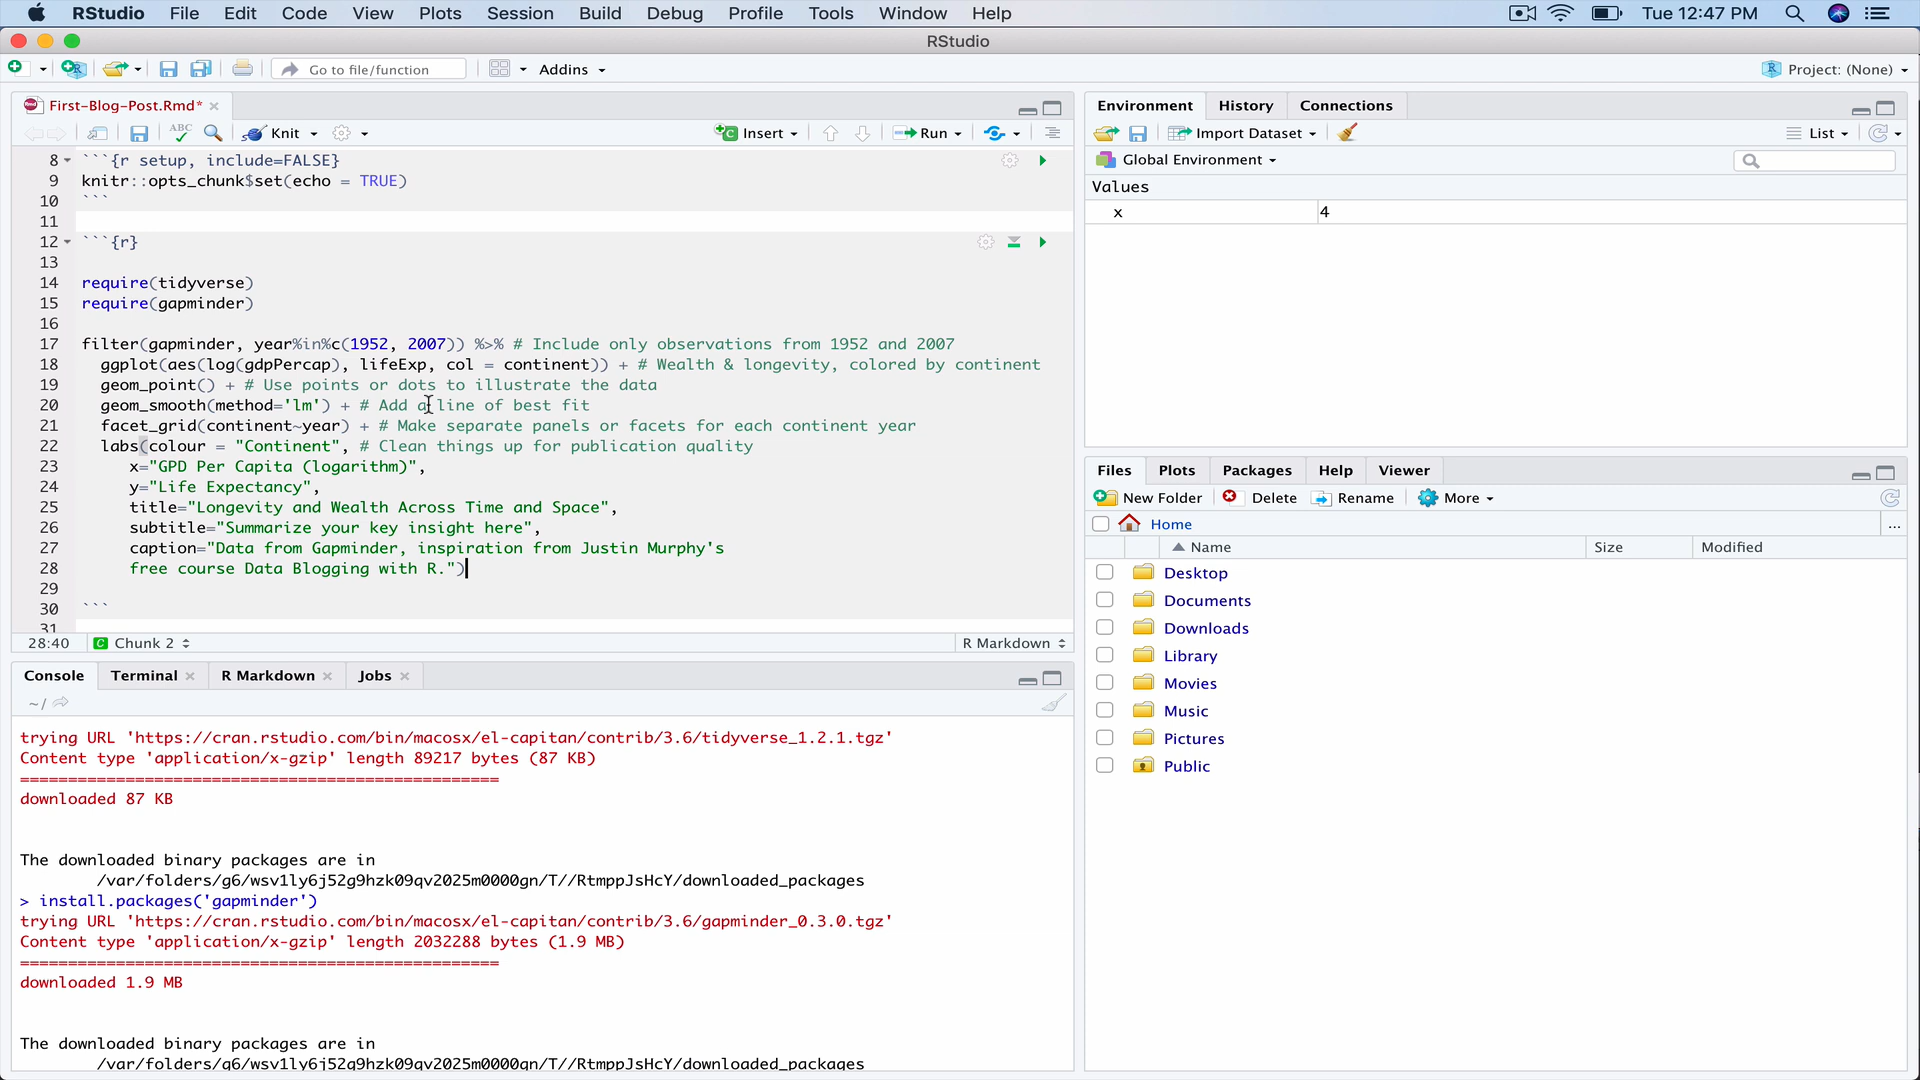 RStudio File Edit Code View Plots Session Build Debug Profile Tools Window Help Tue 12:47 PM
RStudio
Go to file/function Addins Project: (None)
First-Blog-Post.Rmd*
ABC Knit Insert Run
8 ```{r setup, include=FALSE}
9 knitr::opts_chunk$set(echo = TRUE)
10 ```
11
12 ```{r}
13
14 require(tidyverse)
15 require(gapminder)
16
17 filter(gapminder, year%in%c(1952, 2007)) %>% # Include only observations from 1952 and 2007
18 ggplot(aes(log(gdpPercap), lifeExp, col = continent)) + # Wealth & longevity, colored by continent
19 geom_point() + # Use points or dots to illustrate the data
20 geom_smooth(method='lm') + # Add a line of best fit
21 facet_grid(continent~year) + # Make separate panels or facets for each continent year
22 labs(colour = "Continent", # Clean things up for publication quality
23 x="GPD Per Capita (logarithm)",
24 y="Life Expectancy",
25 title="Longevity and Wealth Across Time and Space",
26 subtitle="Summarize your key insight here",
27 caption="Data from Gapminder, inspiration from Justin Murphy's
28 free course Data Blogging with R.")
29
30 ```
31
28:40 C Chunk 2 R Markdown
Console Terminal R Markdown Jobs
~/
trying URL 'https://cran.rstudio.com/bin/macosx/el-capitan/contrib/3.6/tidyverse_1.2.1.tgz'
Content type 'application/x-gzip' length 89217 bytes (87 KB)
==================================================
downloaded 87 KB
The downloaded binary packages are in
/var/folders/g6/wsv1ly6j52g9hzk09qv2025m0000gn/T//RtmppJsHcY/downloaded_packages
> install.packages('gapminder')
trying URL 'https://cran.rstudio.com/bin/macosx/el-capitan/contrib/3.6/gapminder_0.3.0.tgz'
Content type 'application/x-gzip' length 2032288 bytes (1.9 MB)
==================================================
downloaded 1.9 MB
The downloaded binary packages are in
/var/folders/g6/wsv1ly6j52g9hzk09qv2025m0000gn/T//RtmppJsHcY/downloaded_packages
Environment History Connections
Import Dataset List
Global Environment
Values
x 4
Files Plots Packages Help Viewer
New Folder Delete Rename More
Home ...
Name Size Modified
Desktop
Documents
Downloads
Library
Movies
Music
Pictures
Public